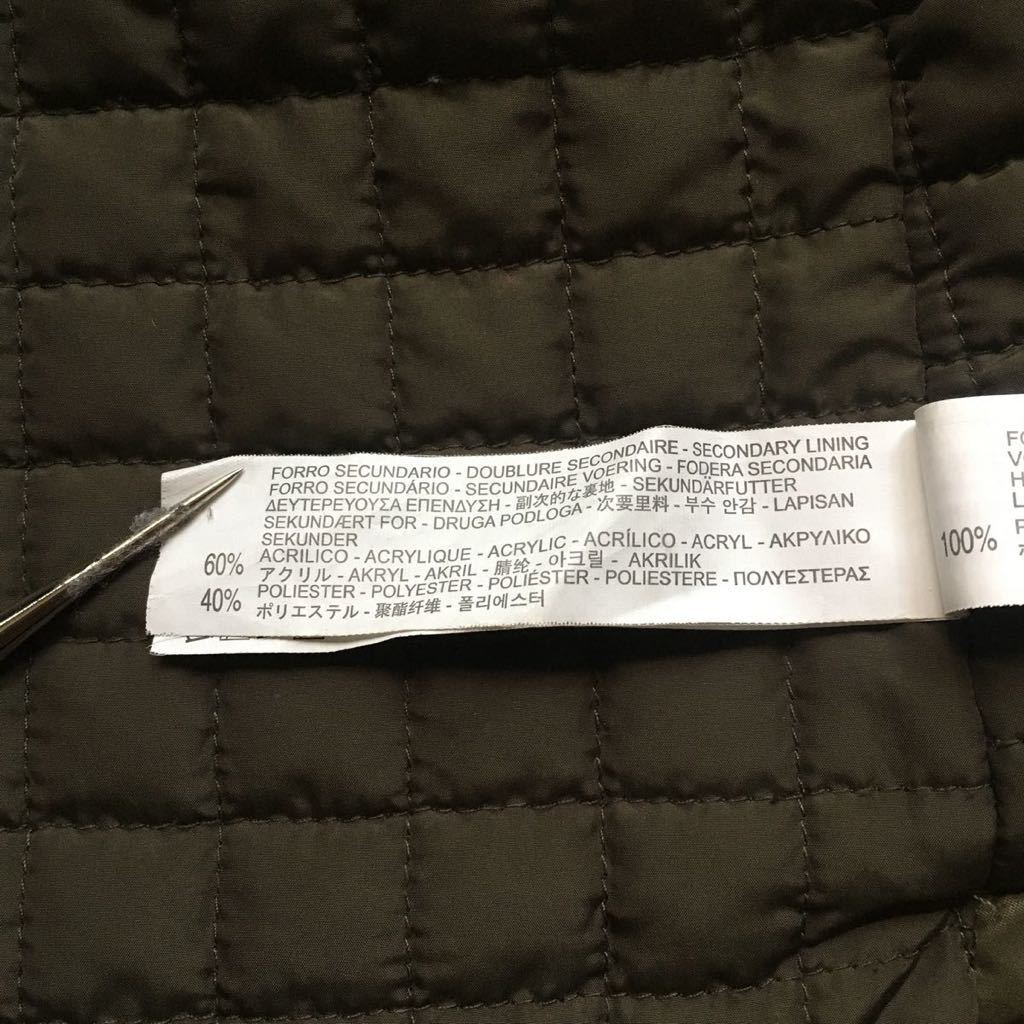 FORRO SECUNDARIO - DOUBLURE SECONDAIRE - SECONDARY LINING
FORRO SECUNDÁRIO - SECUNDAIRE VOERING - FODERA SECONDARIA
ΔΕΥΤΕΡΕΥΟΥΣΑ ΕΠΕΝΔΥΣΗ - 副次的な裏地 - SEKUNDÄRFUTTER
SEKUNDÆRT FOR - DRUGA PODLOGA - 次要里料 - 부수 안감 - LAPISAN
SEKUNDER
60% ACRILICO - ACRYLIQUE - ACRYLIC - ACRÍLICO - ACRYL - ΑΚΡΥΛΙΚΟ
アクリル - AKRYL - AKRIL - 腈纶 - 아크릴 - AKRILIK
40% POLIESTER - POLYESTER - POLIÉSTER - POLIESTERE - ΠΟΛΥΕΣΤΕΡΑΣ
ポリエステル - 聚酯纤维 - 폴리에스터
100%